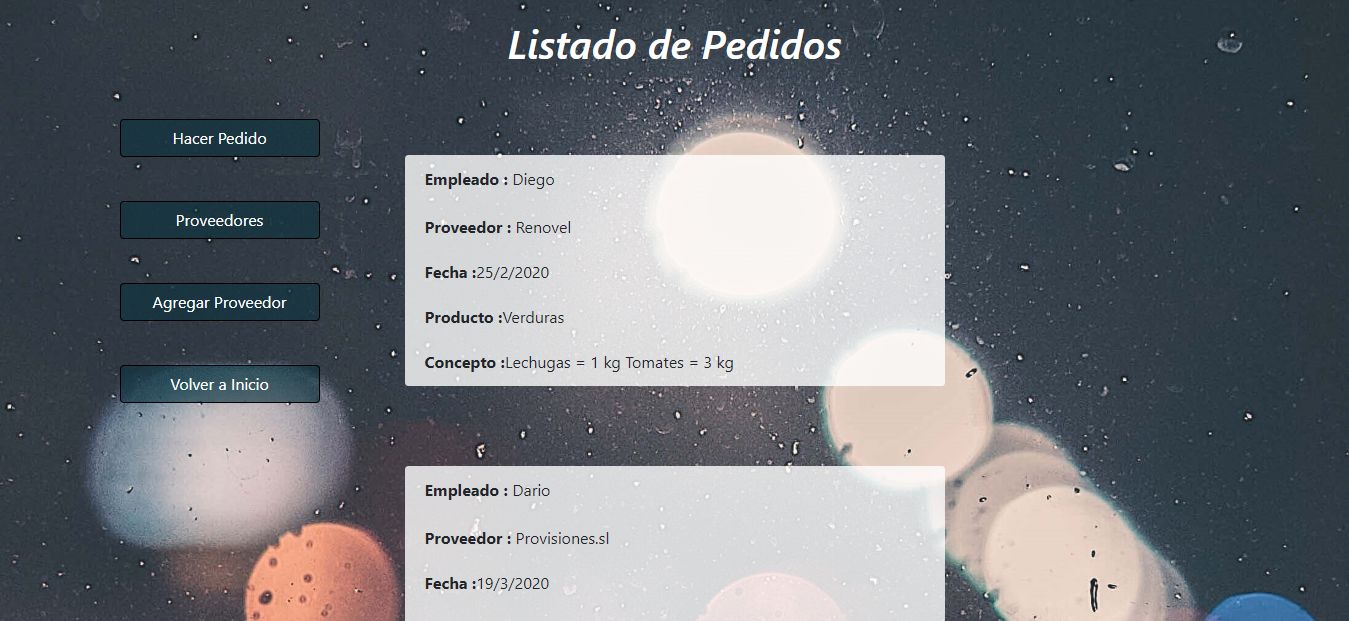 Listado de Pedidos
Hacer Pedido
Proveedores
Agregar Proveedor
Volver a Inicio
Empleado : Diego
Proveedor : Renovel
Fecha :25/2/2020
Producto :Verduras
Concepto :Lechugas = 1 kg Tomates = 3 kg
Empleado : Dario
Proveedor : Provisiones.sl
Fecha :19/3/2020